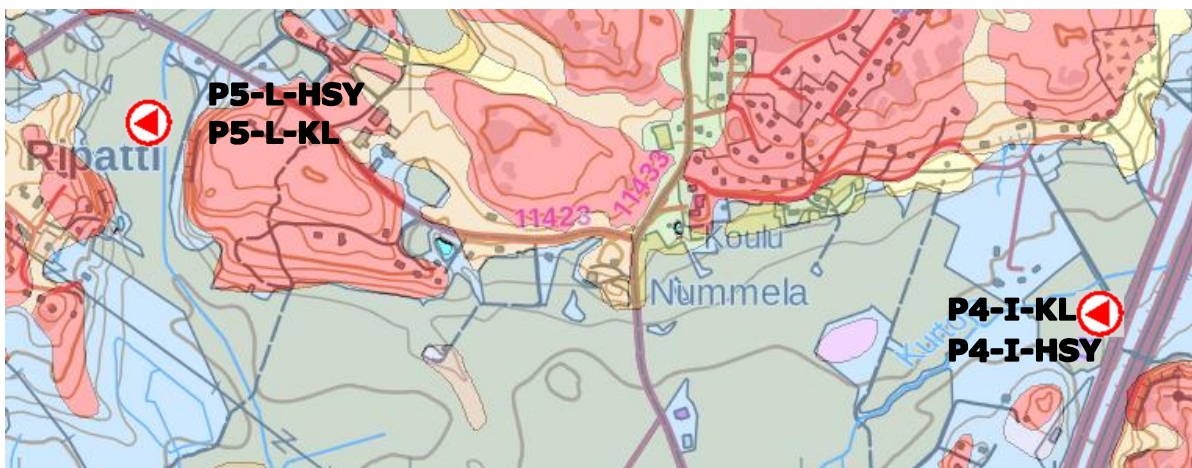 P5-L-HSY
P5-L-KL
Ripatti
11423
11433
Koulu
Nummela
P4-I-KL
P4-I-HSY